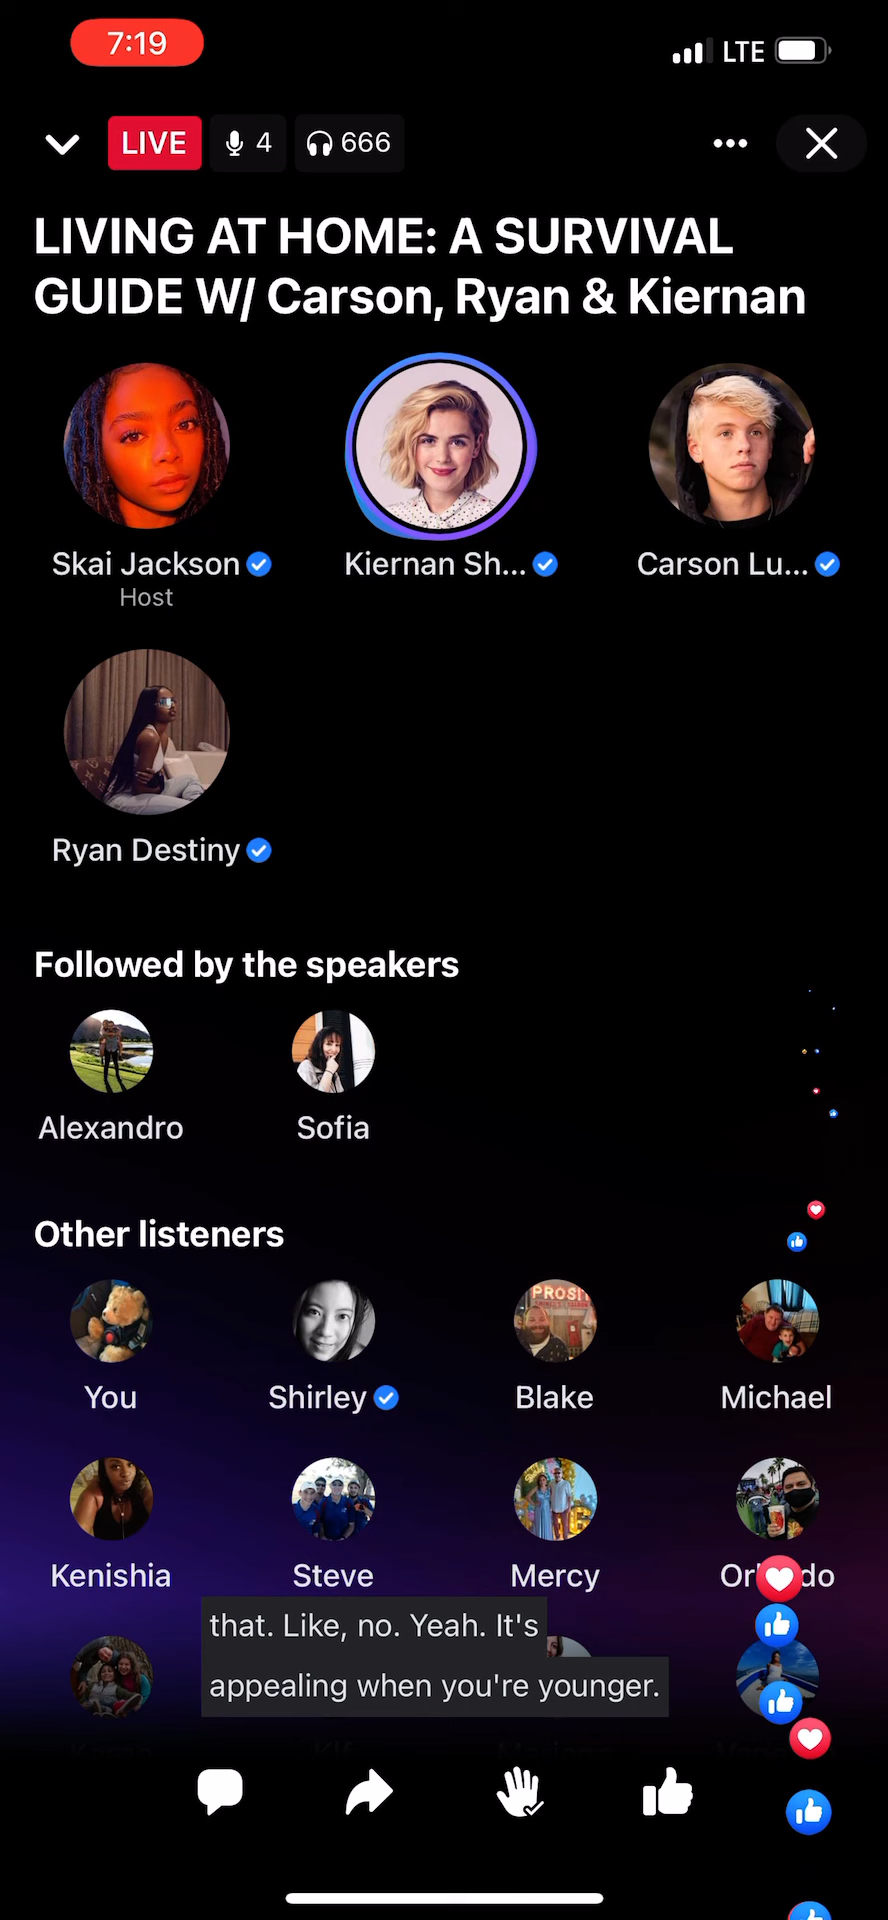 7:19
LTE
LIVE 4 666
LIVING AT HOME: A SURVIVAL
GUIDE W/ Carson, Ryan & Kiernan
Skai Jackson
Kiernan Sh...
Carson Lu...
Host
Ryan Destiny
Followed by the speakers
Alexandro
Sofia
Other listeners
PROSI
You
Shirley
Blake
Michael
Kenishia
Steve
Mercy
that. Like, no. Yeah. It's
appealing when you're younger.